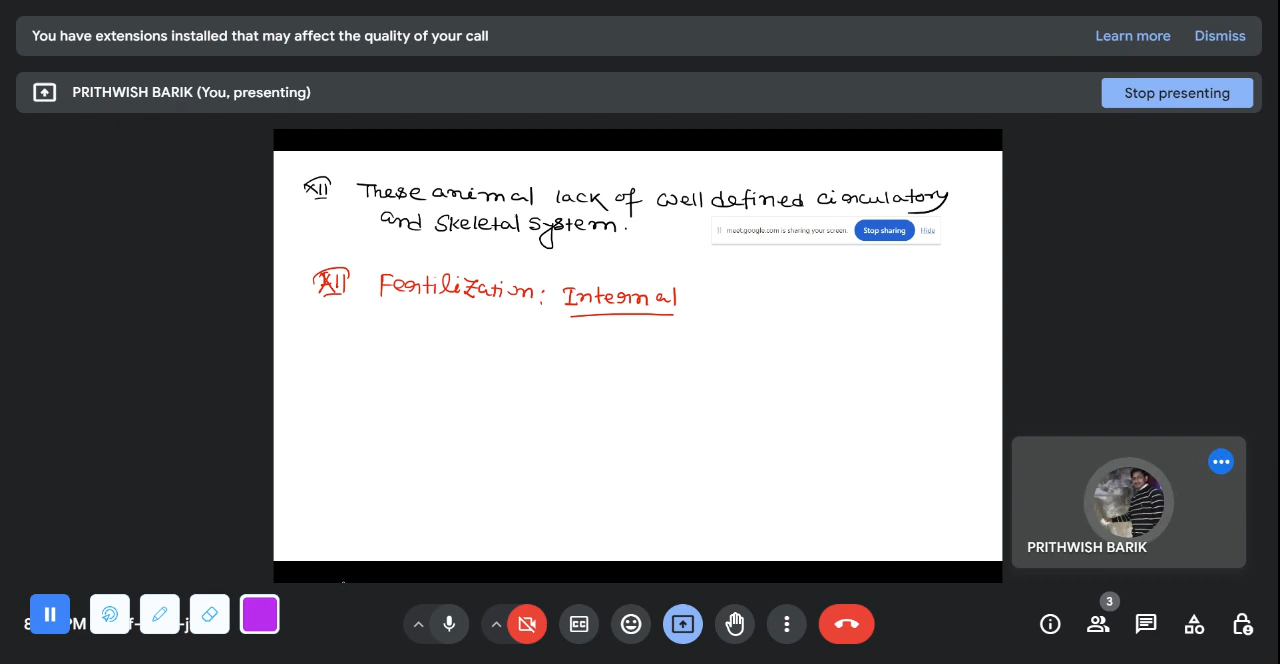 You have extensions installed that may affect the quality of your call Learn more Dismiss
PRITHWISH BARIK (You, presenting) Stop presenting
XII These animal lack of well defined circulatory
and skeletal system.
meet.google.com is sharing your screen. Stop sharing Hide
XII Fertilization: Internal
PRITHWISH BARIK
3
CC